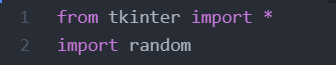 1 from tkinter import *
2 import random